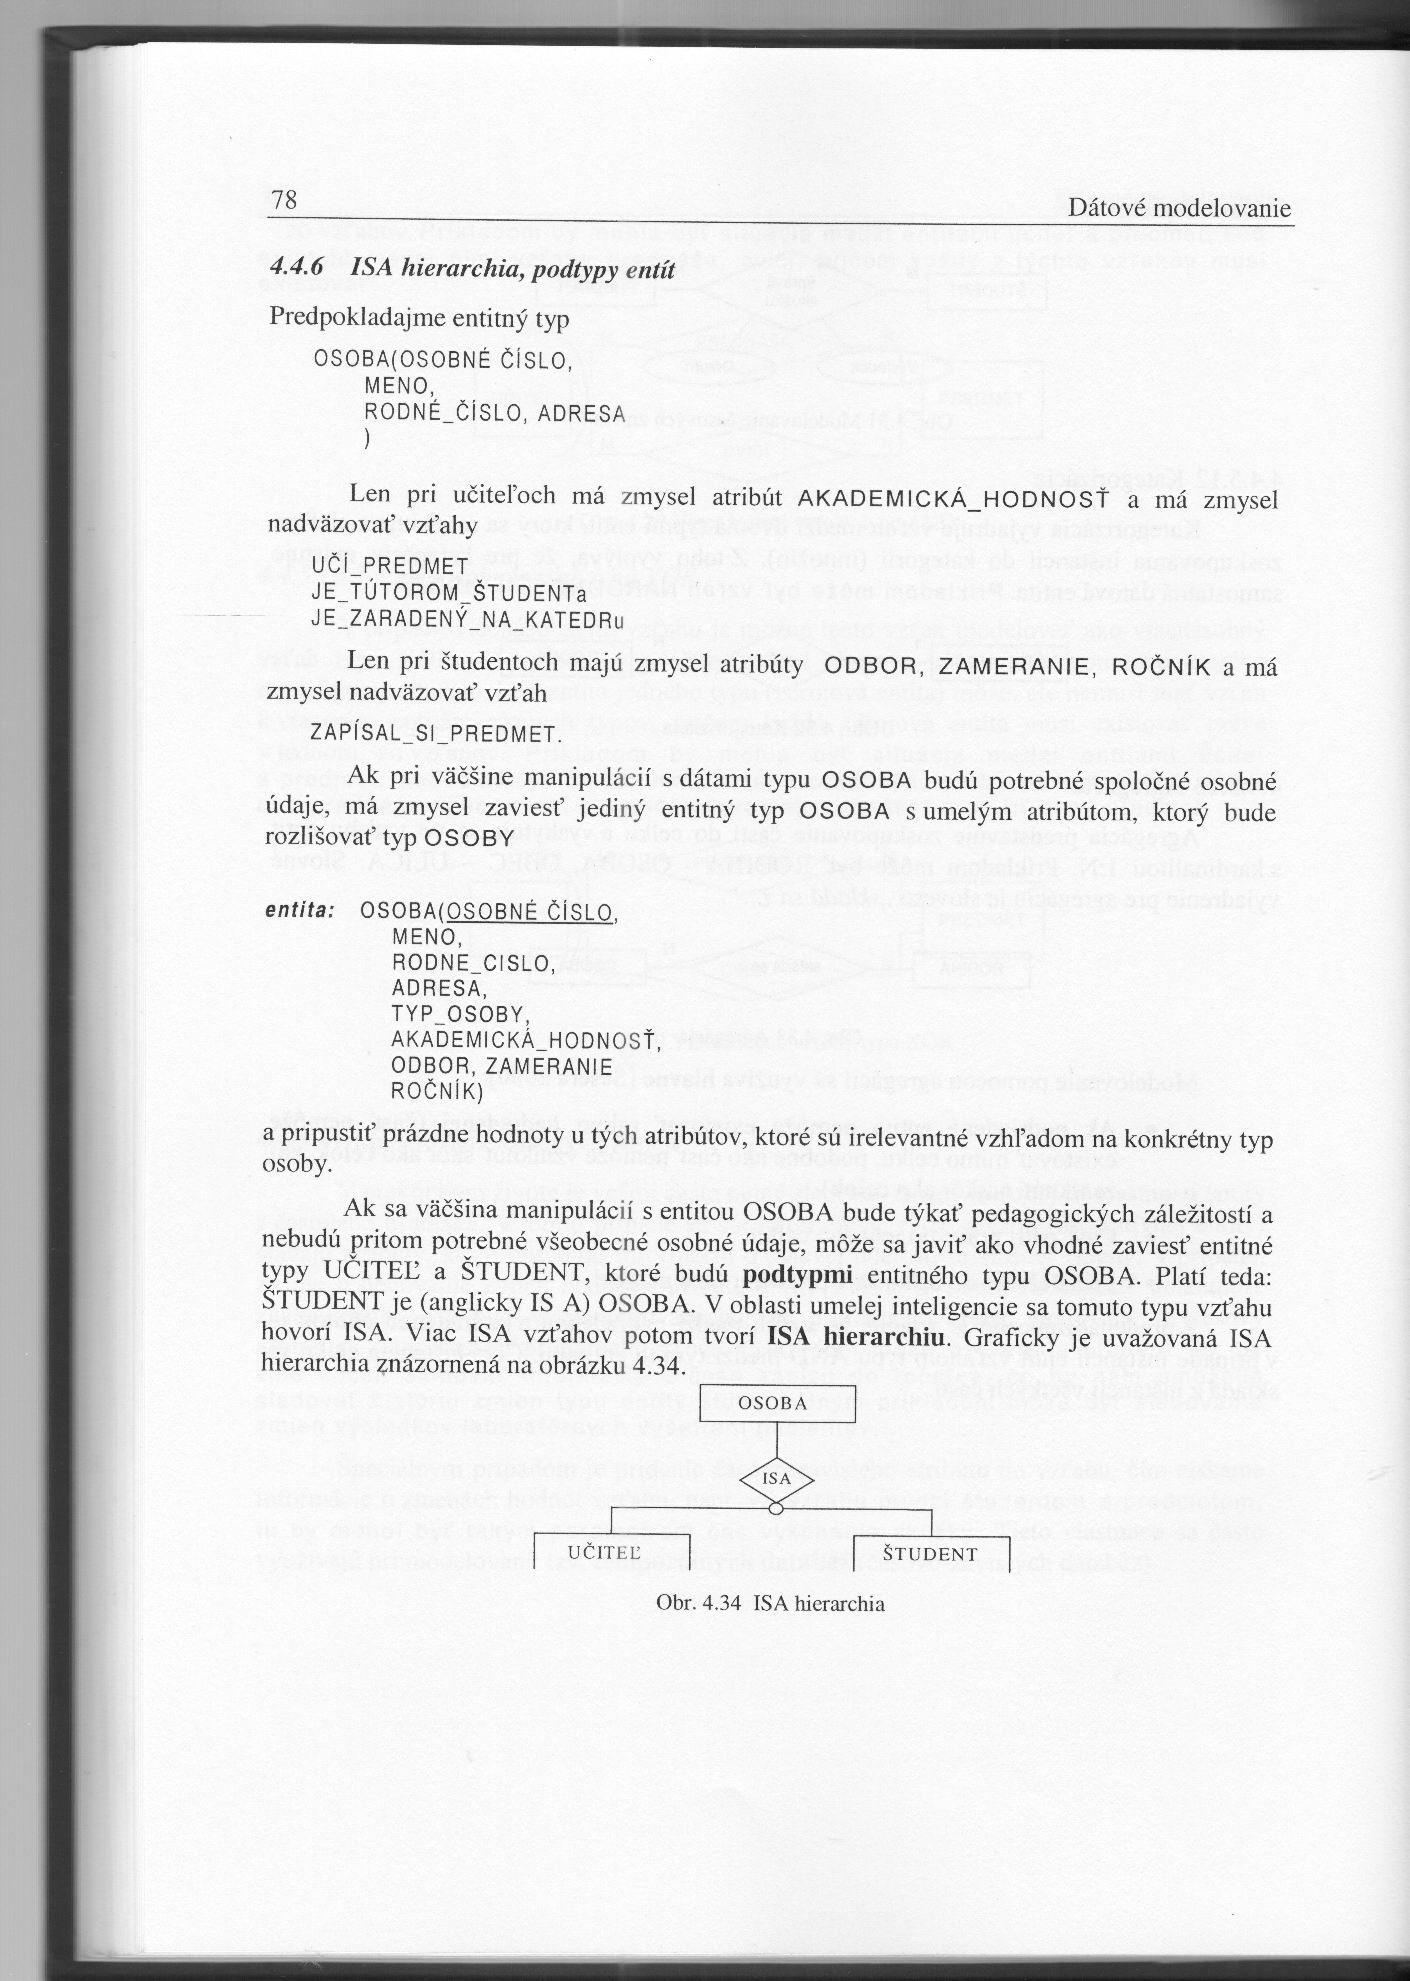 78
Dátové modelovanie
4.4.6 ISA hierarchia, podtypy entít
Predpokladajme entitný typ
OSOBA(OSOBNÉ ČÍSLO,
MENO,
RODNÉ_ČÍSLO, ADRESA
)
Len pri učiteľoch má zmysel atribút AKADEMICKÁ_HODNOSŤ a má zmysel
nadväzovať vzťahy
UČÍ_PREDMET
JE_TÚTOROM_ŠTUDENTa
JE_ZARADENÝ_NA_KATEDRu
Len pri študentoch majú zmysel atribúty ODBOR, ZAMERANIE, ROČNÍK a má
zmysel nadväzovať vzťah
ZAPÍSAL_SI_PREDMET.
Ak pri väčšine manipulácií s dátami typu OSOBA budú potrebné spoločné osobné
údaje, má zmysel zaviesť jediný entitný typ OSOBA s umelým atribútom, ktorý bude
rozlišovať typ OSOBY
entita: OSOBA(OSOBNÉ ČÍSLO,
MENO,
RODNE_CISLO,
ADRESA,
TYP_OSOBY,
AKADEMICKÁ_HODNOSŤ,
ODBOR, ZAMERANIE
ROČNÍK)
a pripustiť prázdne hodnoty u tých atribútov, ktoré sú irelevantné vzhľadom na konkrétny typ
osoby.
Ak sa väčšina manipulácií s entitou OSOBA bude týkať pedagogických záležitostí a
nebudú pritom potrebné všeobecné osobné údaje, môže sa javiť ako vhodné zaviesť entitné
typy UČITEĽ a ŠTUDENT, ktoré budú podtypmi entitného typu OSOBA. Platí teda:
ŠTUDENT je (anglicky IS A) OSOBA. V oblasti umelej inteligencie sa tomuto typu vzťahu
hovorí ISA. Viac ISA vzťahov potom tvorí ISA hierarchiu. Graficky je uvažovaná ISA
hierarchia znázornená na obrázku 4.34.
OSOBA
ISA
UČITEĽ
ŠTUDENT
Obr. 4.34 ISA hierarchia